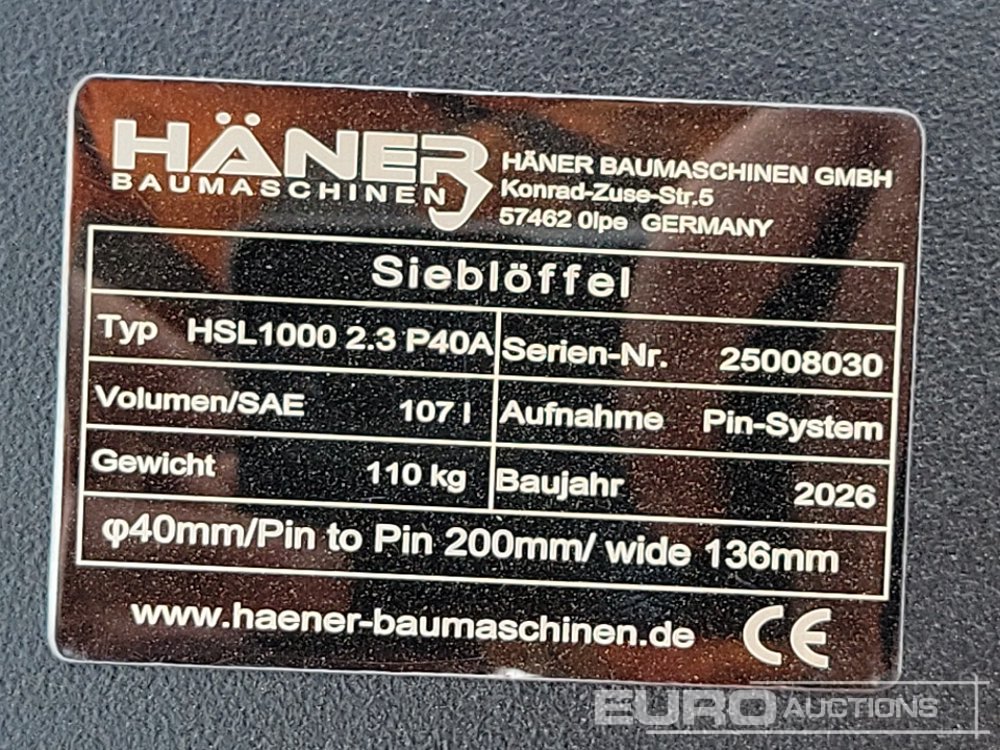 HÄNER
BAUMASCHINEN
HÄNER BAUMASCHINEN GMBH
Konrad-Zuse-Str.5
57462 Olpe GERMANY
Sieblöffel
Typ HSL1000 2.3 P40A Serien-Nr. 25008030
Volumen/SAE 107 l Aufnahme Pin-System
Gewicht 110 kg Baujahr 2026
φ40mm/Pin to Pin 200mm/ wide 136mm
www.haener-baumaschinen.de CE
EURO AUCTIONS